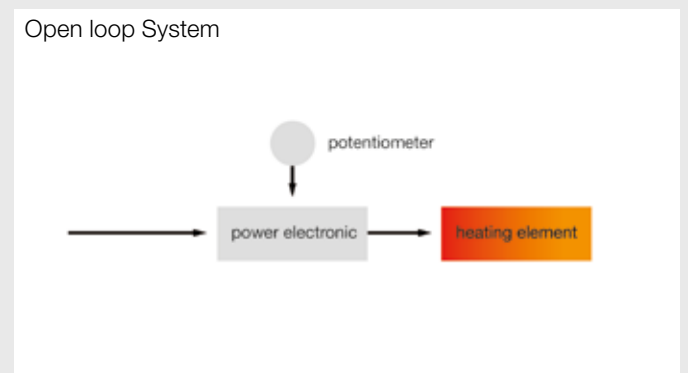 Open loop System
potentiometer
power electronic
heating element